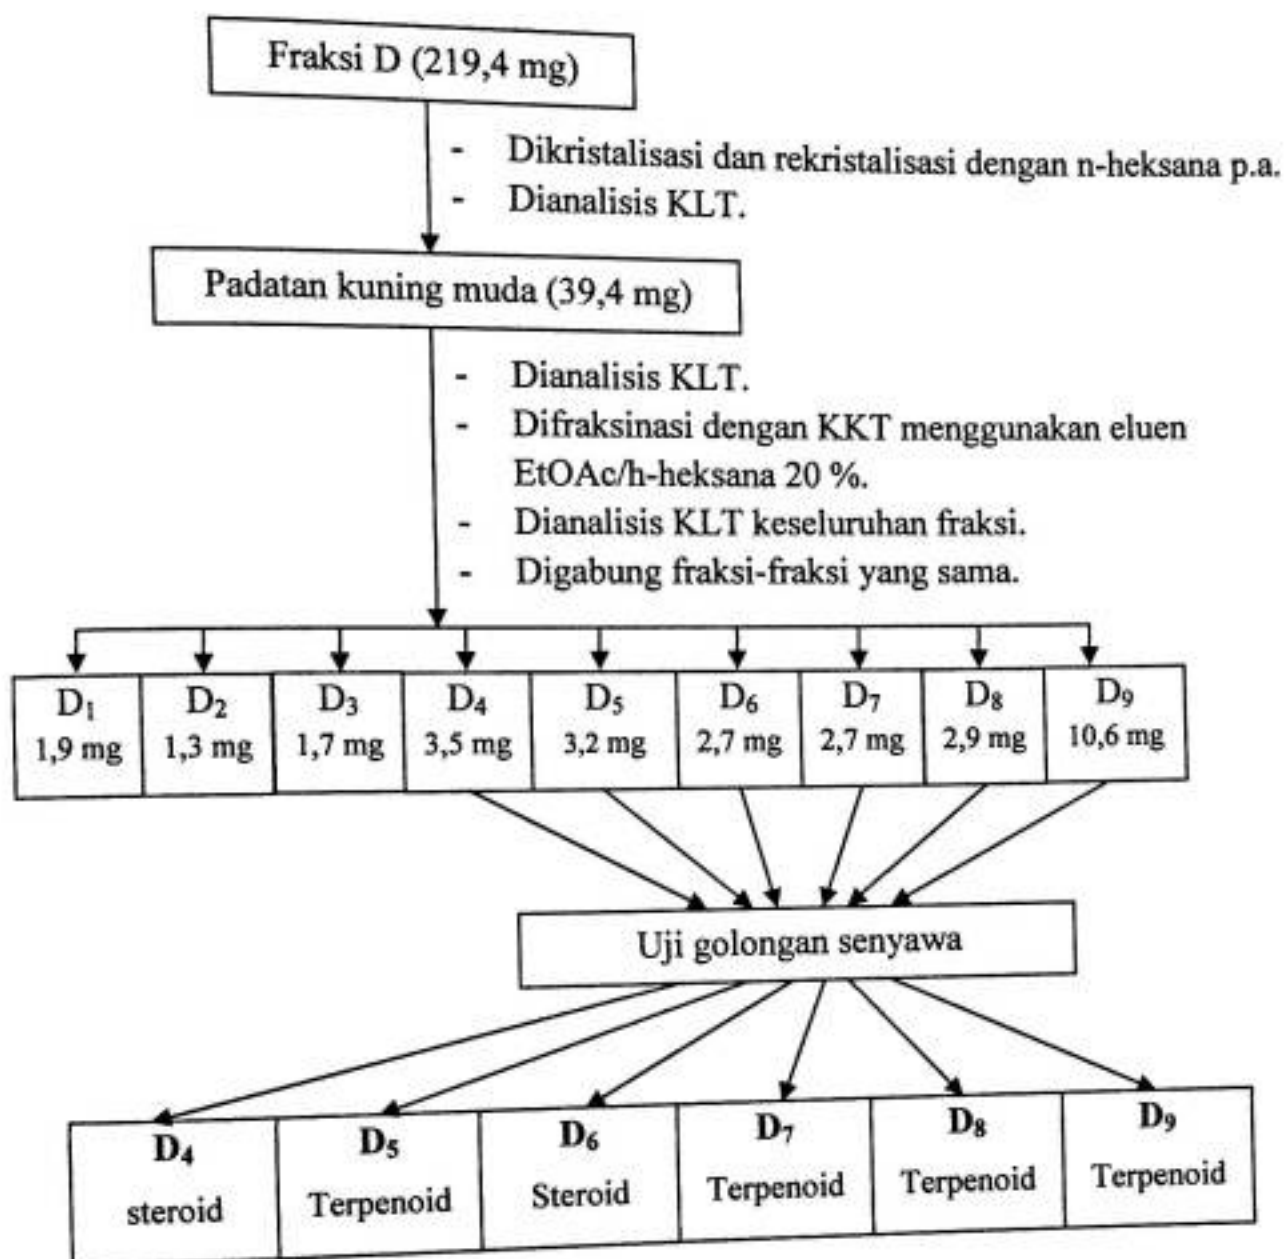 Fraksi D (219,4 mg)
- Dikristalisasi dan rekristalisasi dengan n-heksana p.a.
- Dianalisis KLT.
Padatan kuning muda (39,4 mg)
- Dianalisis KLT.
- Difraksinasi dengan KKT menggunakan eluen
EtOAc/h-heksana 20 %.
- Dianalisis KLT keseluruhan fraksi.
- Digabung fraksi-fraksi yang sama.
D₁ D₂ D₃ D₄ D₅ D₆ D₇ D₈ D₉
1,9 mg 1,3 mg 1,7 mg 3,5 mg 3,2 mg 2,7 mg 2,7 mg 2,9 mg 10,6 mg
Uji golongan senyawa
D₄ D₅ D₆ D₇ D₈ D₉
steroid Terpenoid Steroid Terpenoid Terpenoid Terpenoid